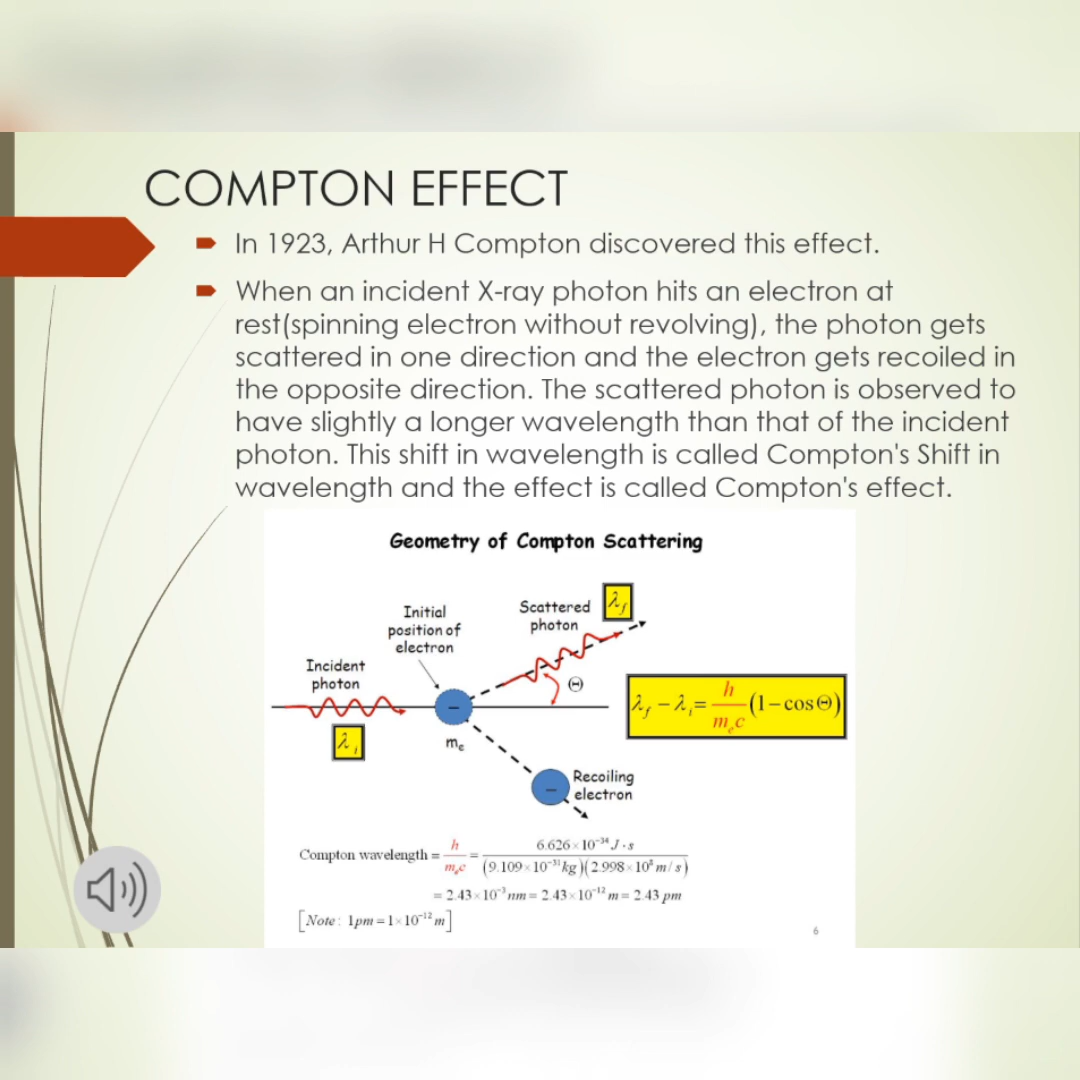 COMPTON EFFECT
In 1923, Arthur H Compton discovered this effect.
When an incident X-ray photon hits an electron at
rest(spinning electron without revolving), the photon gets
scattered in one direction and the electron gets recoiled in
the opposite direction. The scattered photon is observed to
have slightly a longer wavelength than that of the incident
photon. This shift in wavelength is called Compton's Shift in
wavelength and the effect is called Compton's effect.
Geometry of Compton Scattering
Incident
photon
λi
Initial
position of
electron
−
me
Scattered
photon
λf
Θ
Recoiling
electron
−
λf − λi = h/mec (1 − cosΘ)
Compton wavelength = h/mec = 6.626×10⁻³⁴ J·s / (9.109×10⁻³¹ kg)(2.998×10⁸ m/s)
= 2.43×10⁻³ nm = 2.43×10⁻¹² m = 2.43 pm
[Note: 1pm = 1×10⁻¹² m]
6